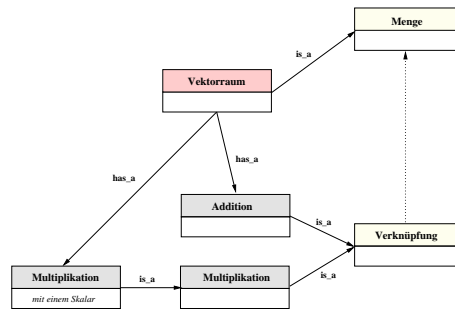 Menge
is_a
Vektorraum
has_a
has_a
Addition
is_a
Verknüpfung
Multiplikation
mit einem Skalar
is_a
Multiplikation
is_a